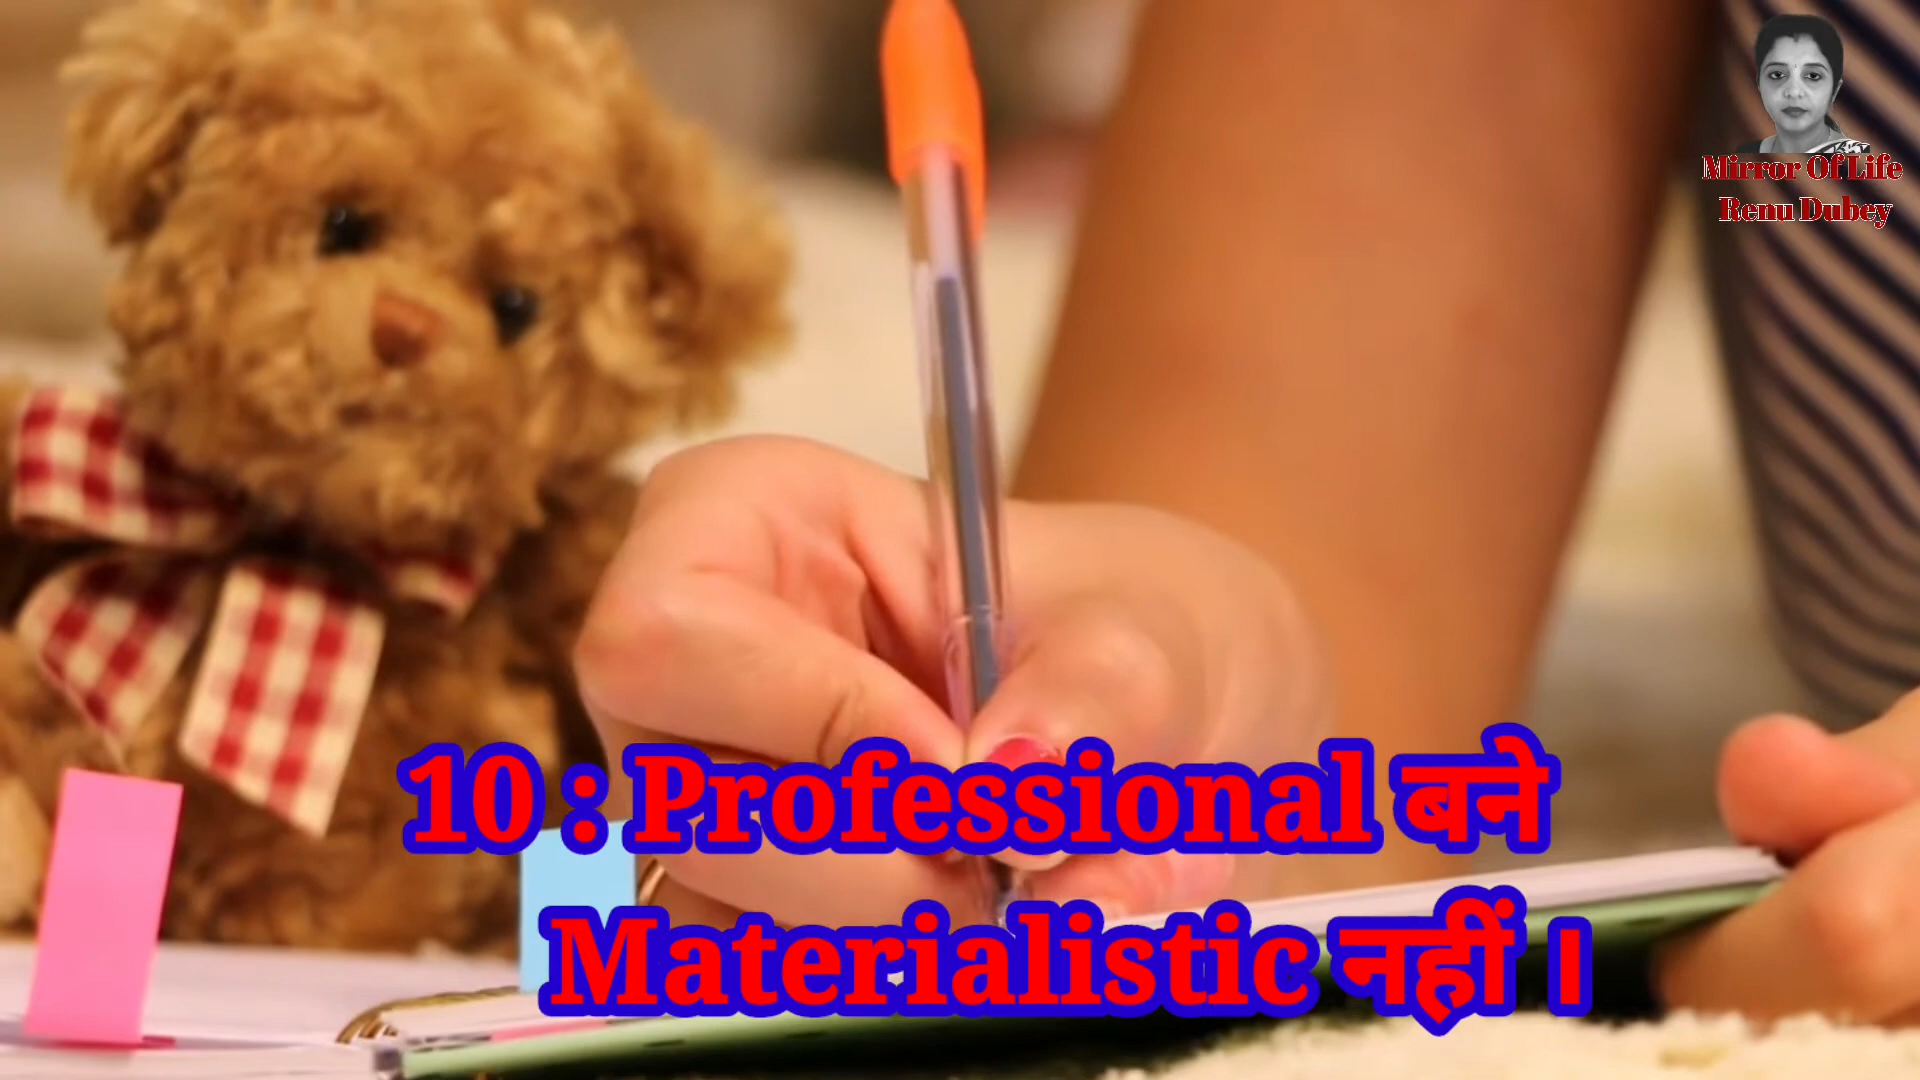 Mirror Of Life
Renu Dubey
10 : Professional बने
Materialistic नहीं ।